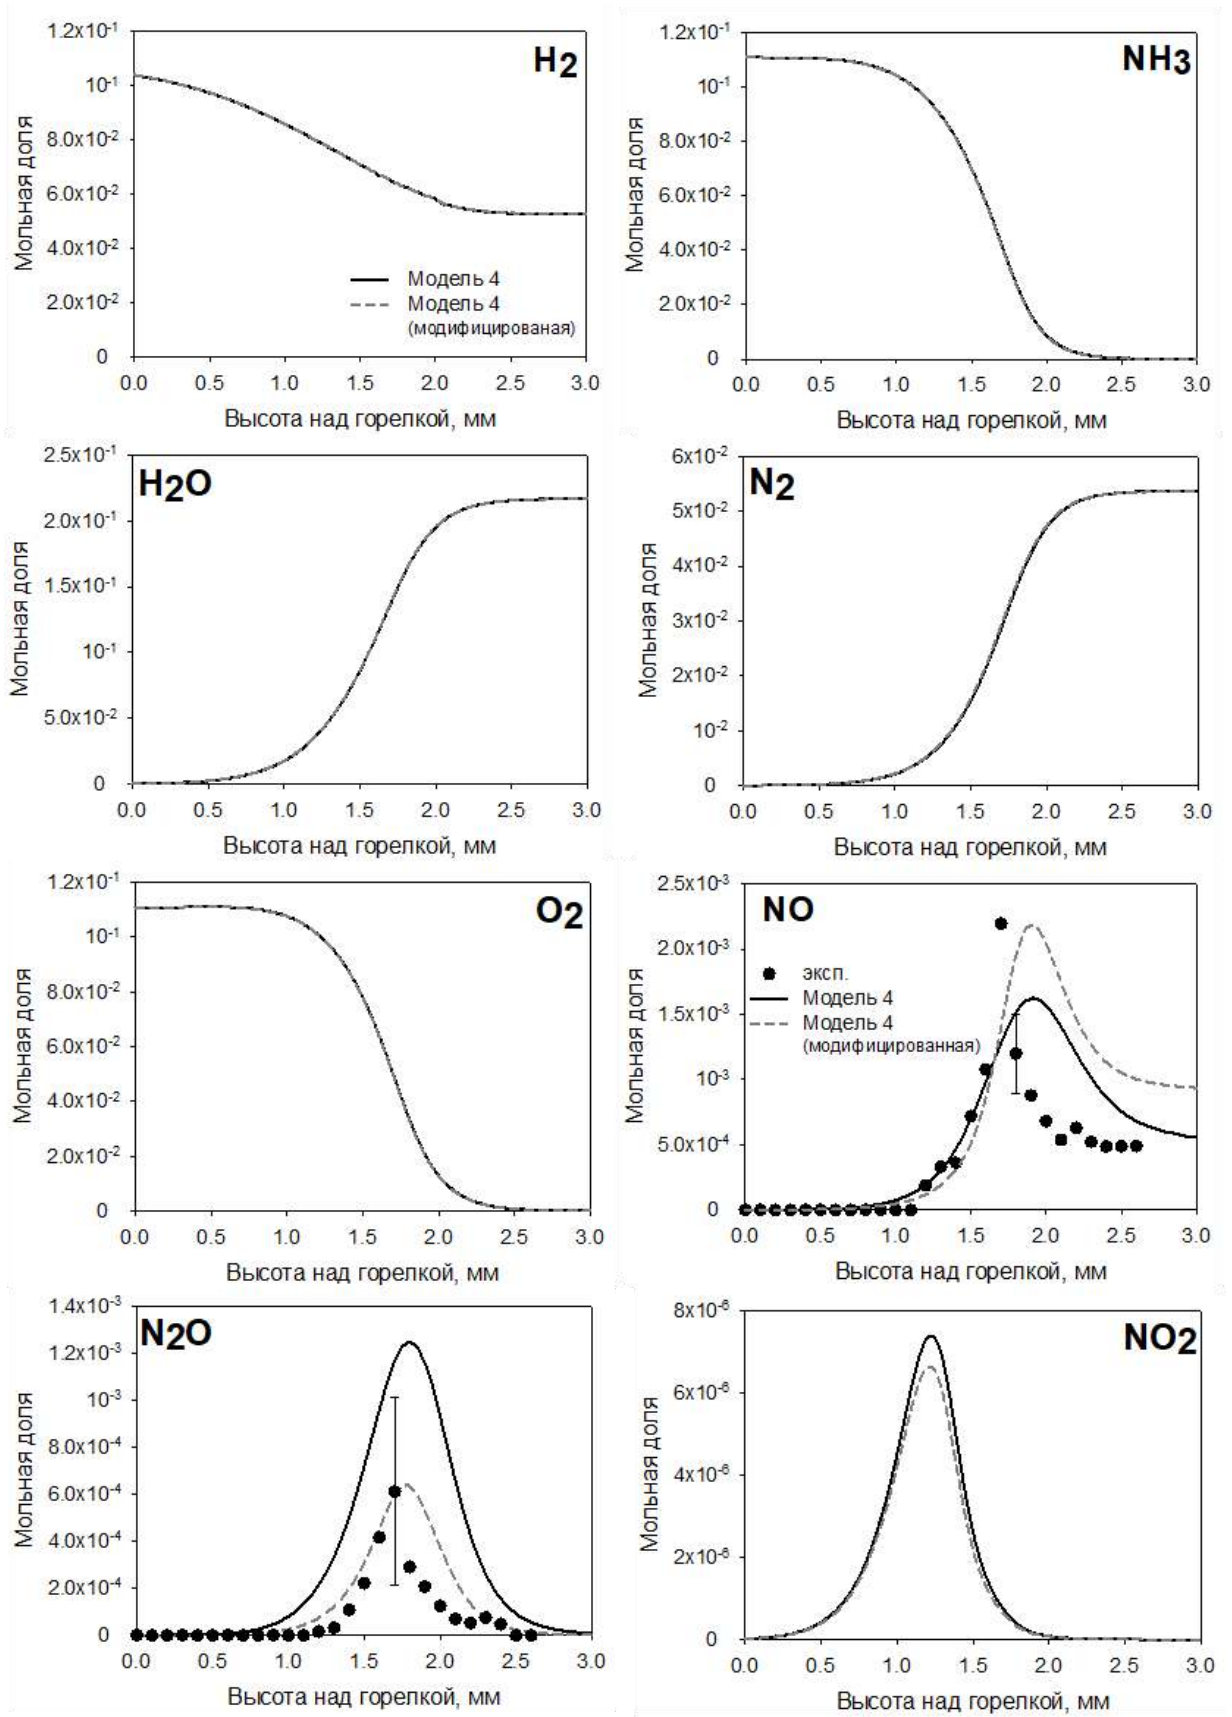 H2
Мольная доля
1.2x10-1
10-1
8.0x10-2
6.0x10-2
4.0x10-2
2.0x10-2
0
Модель 4
Модель 4
(модифицированая)
0.0 0.5 1.0 1.5 2.0 2.5 3.0
Высота над горелкой, мм
NH3
Мольная доля
1.2x10-1
10-1
8.0x10-2
6.0x10-2
4.0x10-2
2.0x10-2
0
0.0 0.5 1.0 1.5 2.0 2.5 3.0
Высота над горелкой, мм
H2O
Мольная доля
2.5x10-1
2.0x10-1
1.5x10-1
10-1
5.0x10-2
0
0.0 0.5 1.0 1.5 2.0 2.5 3.0
Высота над горелкой, мм
N2
Мольная доля
6x10-2
5x10-2
4x10-2
3x10-2
2x10-2
10-2
0
0.0 0.5 1.0 1.5 2.0 2.5 3.0
Высота над горелкой, мм
O2
Мольная доля
1.2x10-1
10-1
8.0x10-2
6.0x10-2
4.0x10-2
2.0x10-2
0
0.0 0.5 1.0 1.5 2.0 2.5 3.0
Высота над горелкой, мм
NO
Мольная доля
2.5x10-3
2.0x10-3
1.5x10-3
10-3
5.0x10-4
0
эксп.
Модель 4
Модель 4
(модифицированная)
0.0 0.5 1.0 1.5 2.0 2.5 3.0
Высота над горелкой, мм
N2O
Мольная доля
1.4x10-3
1.2x10-3
10-3
8.0x10-4
6.0x10-4
4.0x10-4
2.0x10-4
0
0.0 0.5 1.0 1.5 2.0 2.5 3.0
Высота над горелкой, мм
NO2
Мольная доля
8x10-6
6x10-6
4x10-6
2x10-6
0
0.0 0.5 1.0 1.5 2.0 2.5 3.0
Высота над горелкой, мм